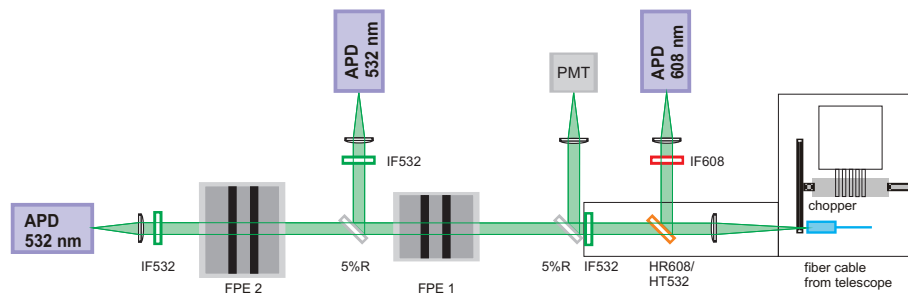 APD
532 nm
PMT
APD
608 nm
IF532
IF608
chopper
APD
532 nm
IF532
5%R
5%R
IF532
HR608/
HT532
fiber cable
from telescope
FPE 2
FPE 1